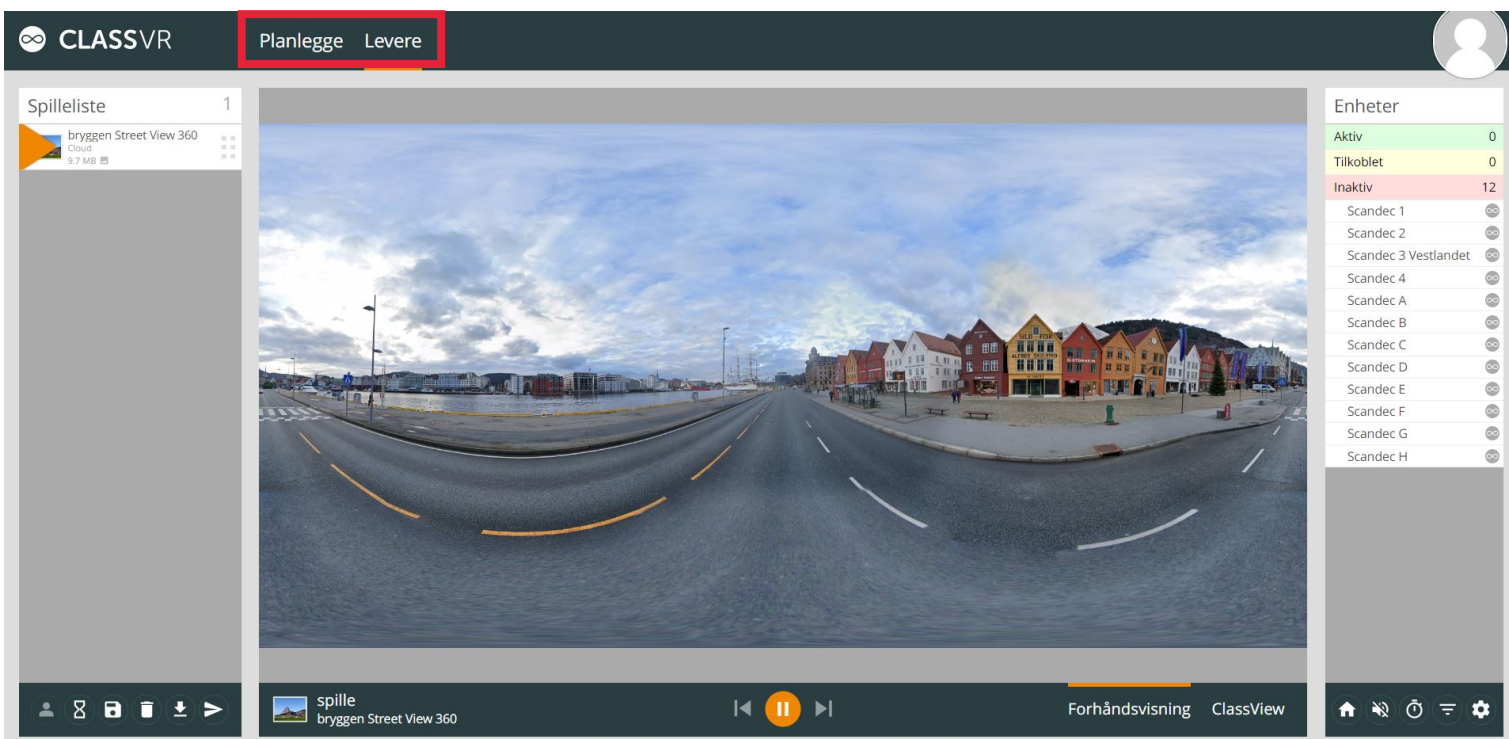 CLASSVR
Planlegge Levere
Spilleliste 1
bryggen Street View 360
Cloud
9.7 MB
SILD - FISK
Enheter
Aktiv 0
Tilkoblet 0
Inaktiv 12
Scandec 1
Scandec 2
Scandec 3 Vestlandet
Scandec 4
Scandec A
Scandec B
Scandec C
Scandec D
Scandec E
Scandec F
Scandec G
Scandec H
spille
bryggen Street View 360
Forhåndsvisning ClassView